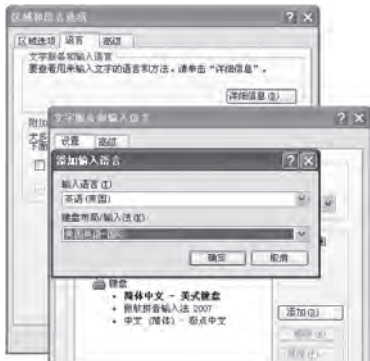 区域和语言选项
区域选项 语言 高级
文字服务和输入语言
要查看用来输入文字的语言和方法，请单击“详细信息”。
详细信息(D)...
附加
文字服务和输入语言
设置 高级
添加输入语言
输入语言(I)
英语(美国)
键盘布局/输入法(K)
确定 取消
键盘
• 简体中文 - 美式键盘
• 微软拼音输入法 2007
• 中文 (简体) - 极点中文
添加(D)...
删除(R)